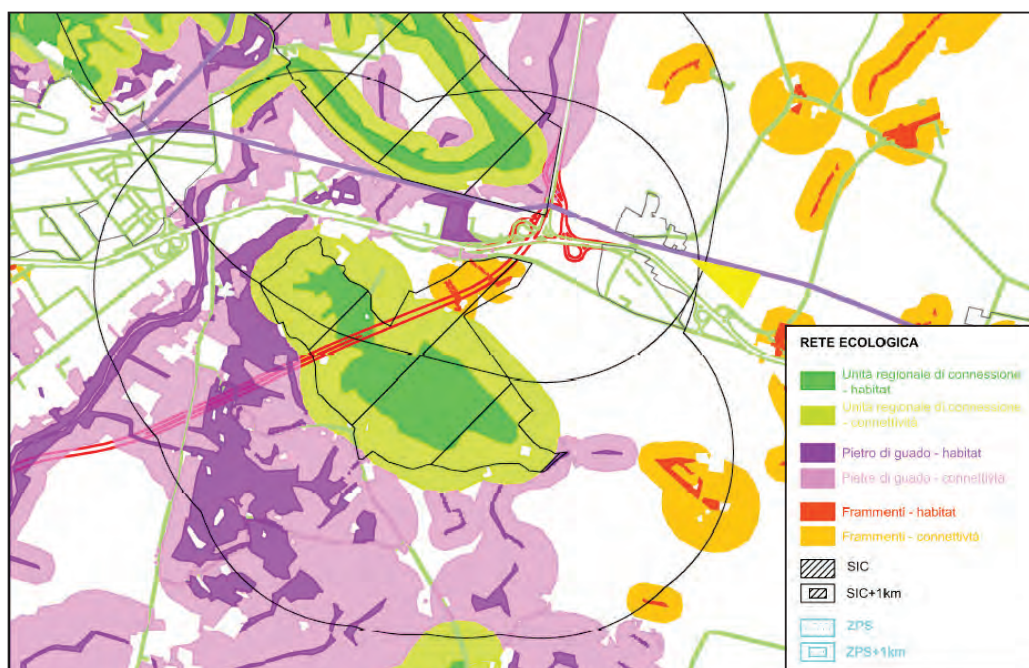 RETE ECOLOGICA
Unità regionale di connessione
- habitat
Unità regionale di connessione
- connettività
Pietre di guado - habitat
Pietre di guado - connettività
Frammenti - habitat
Frammenti - connettività
SIC
SIC+1km
ZPS
ZPS+1km